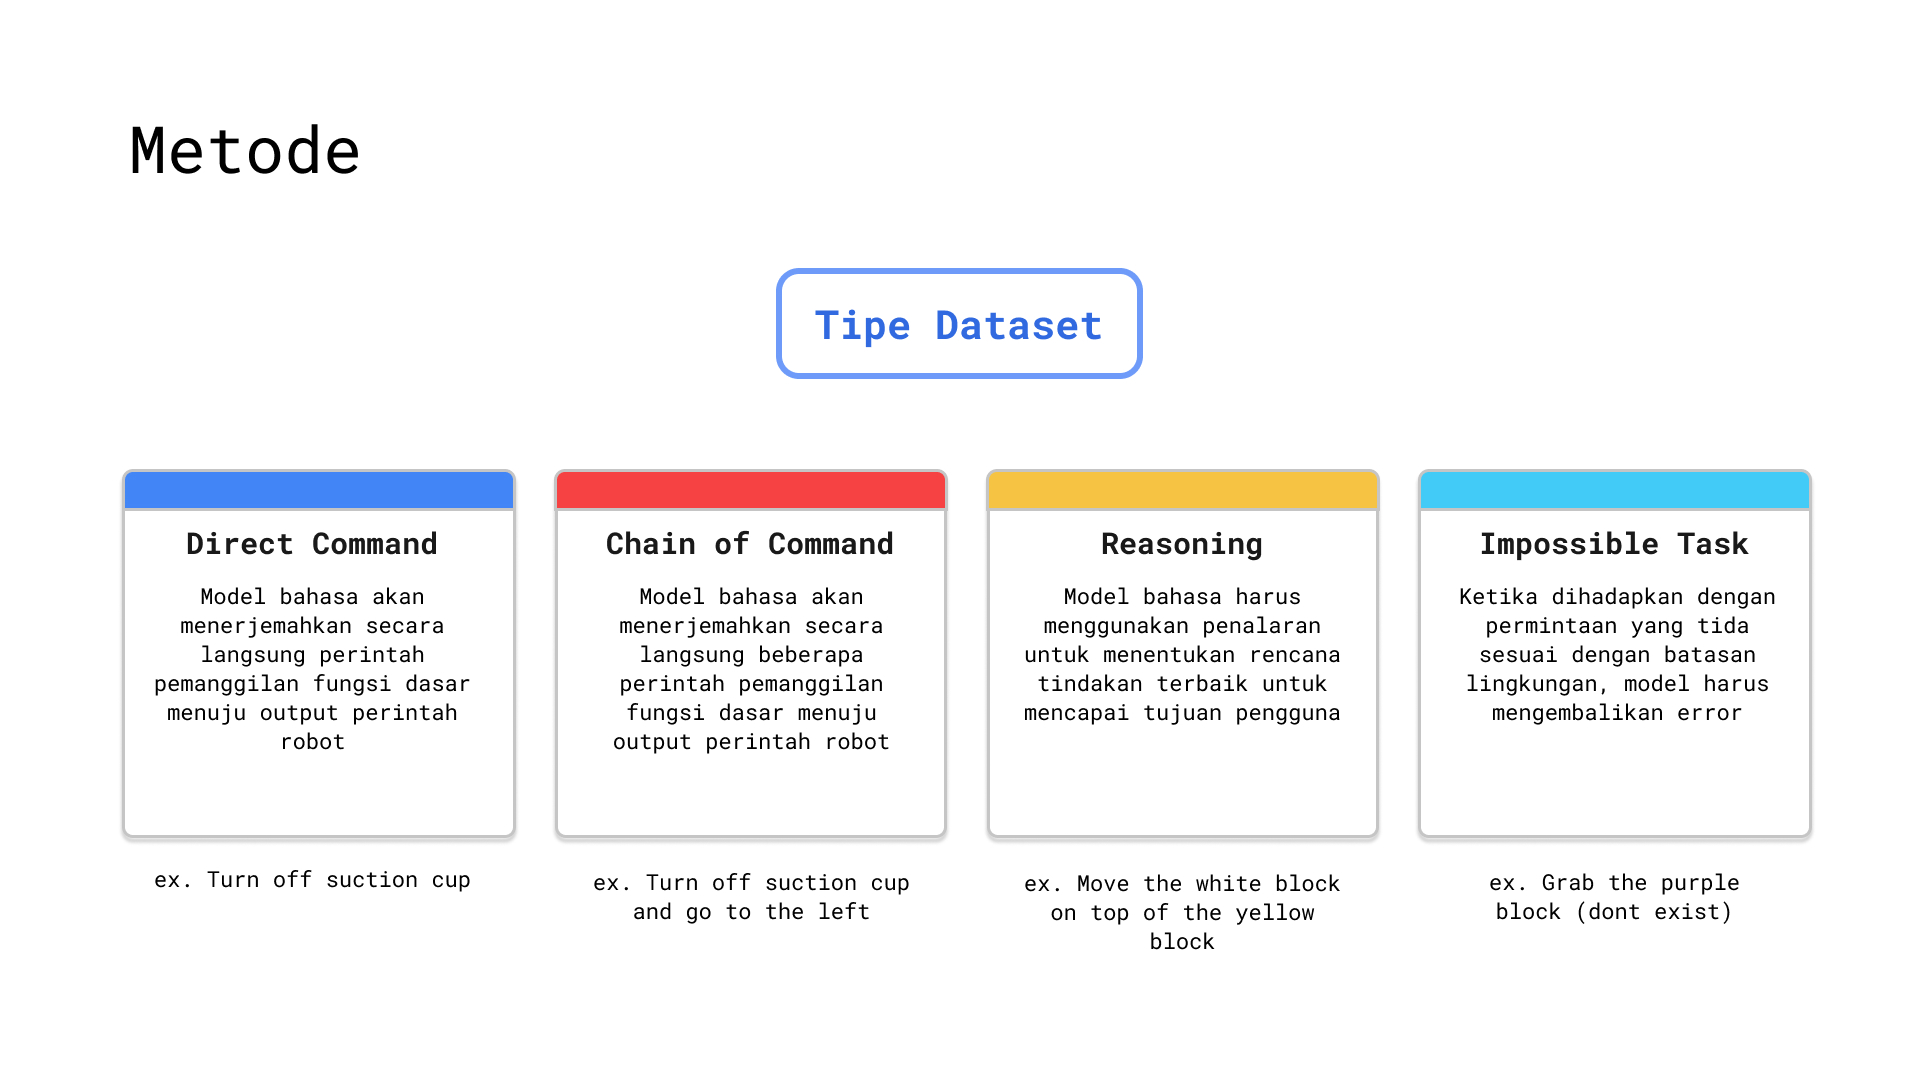 Metode
Tipe Dataset
Direct Command
Model bahasa akan
menerjemahkan secara
langsung perintah
pemanggilan fungsi dasar
menuju output perintah
robot
ex. Turn off suction cup
Chain of Command
Model bahasa akan
menerjemahkan secara
langsung beberapa
perintah pemanggilan
fungsi dasar menuju
output perintah robot
ex. Turn off suction cup
and go to the left
Reasoning
Model bahasa harus
menggunakan penalaran
untuk menentukan rencana
tindakan terbaik untuk
mencapai tujuan pengguna
ex. Move the white block
on top of the yellow
block
Impossible Task
Ketika dihadapkan dengan
permintaan yang tida
sesuai dengan batasan
lingkungan, model harus
mengembalikan error
ex. Grab the purple
block (dont exist)